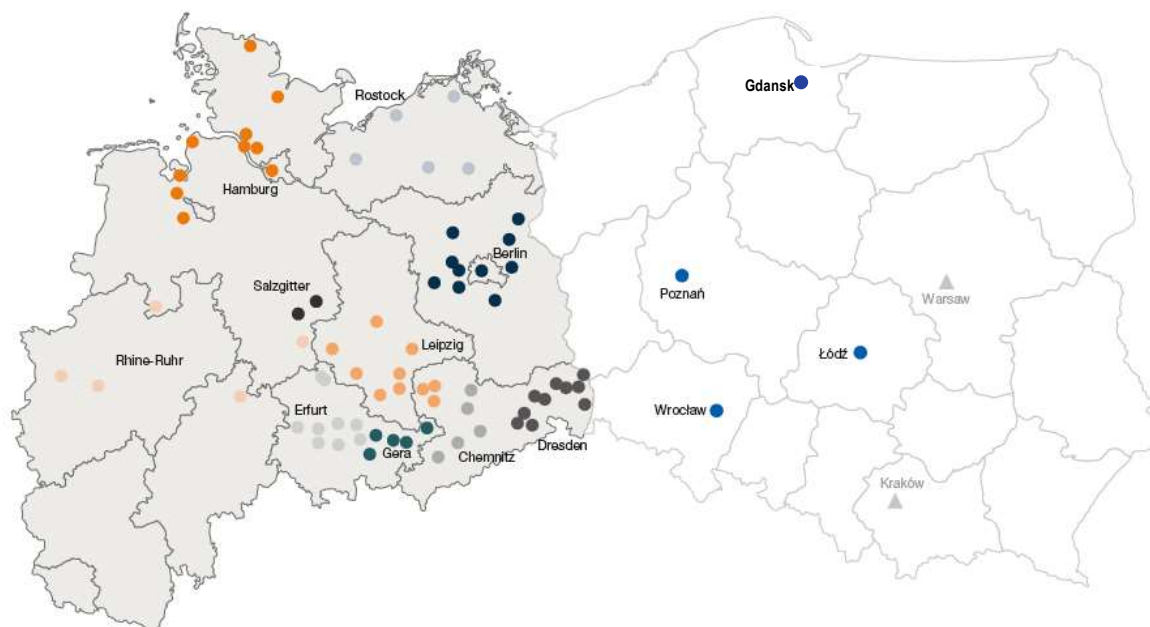 Gdansk
Rostock
Hamburg
Berlin
Salzgitter
Poznań
Warsaw
Leipzig
Rhine-Ruhr
Łódź
Erfurt
Wrocław
Gera
Chemnitz
Dresden
Kraków